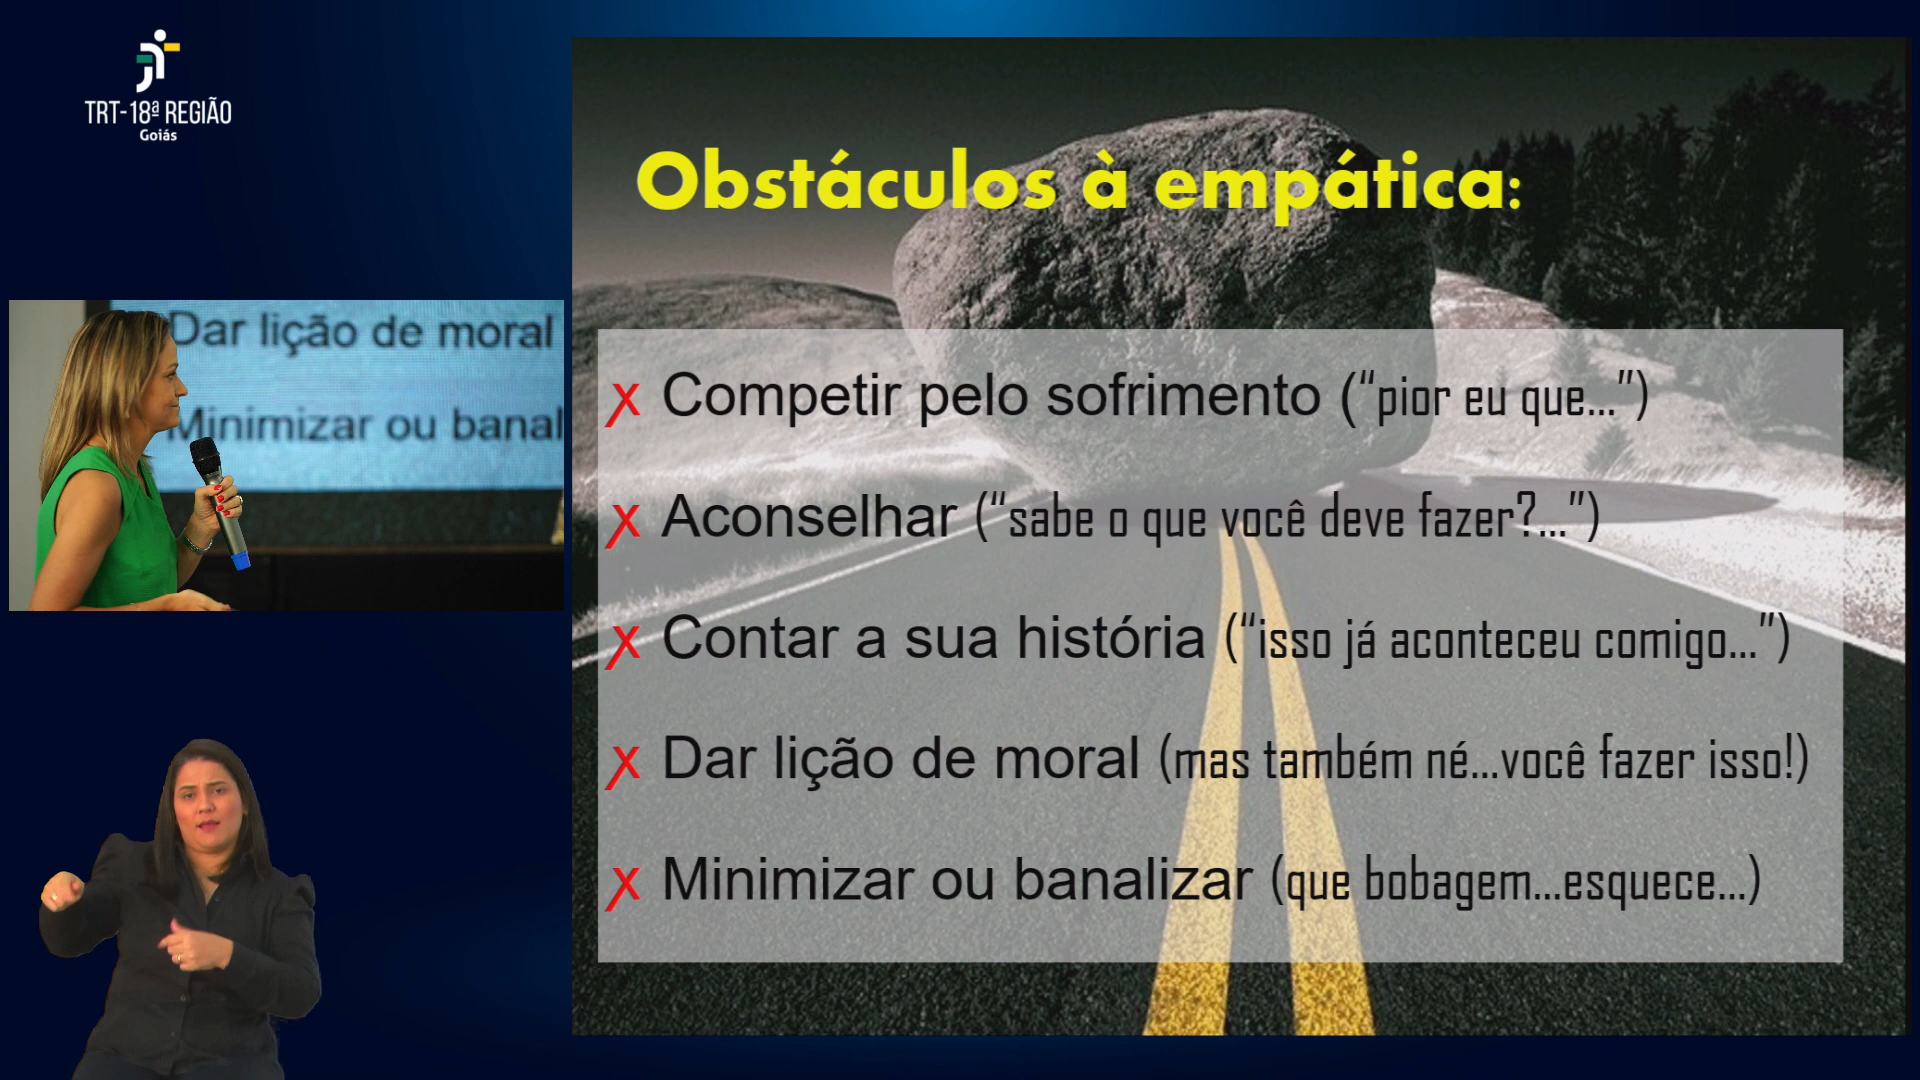 TRT-18ª REGIÃO
Goiás
Obstáculos à empática:
Dar lição de moral
Minimizar ou banal
x Competir pelo sofrimento (“pior eu que...”)
x Aconselhar (“sabe o que você deve fazer?...”)
x Contar a sua história (“isso já aconteceu comigo...”)
x Dar lição de moral (mas também né...você fazer isso!)
x Minimizar ou banalizar (que bobagem...esquece...)